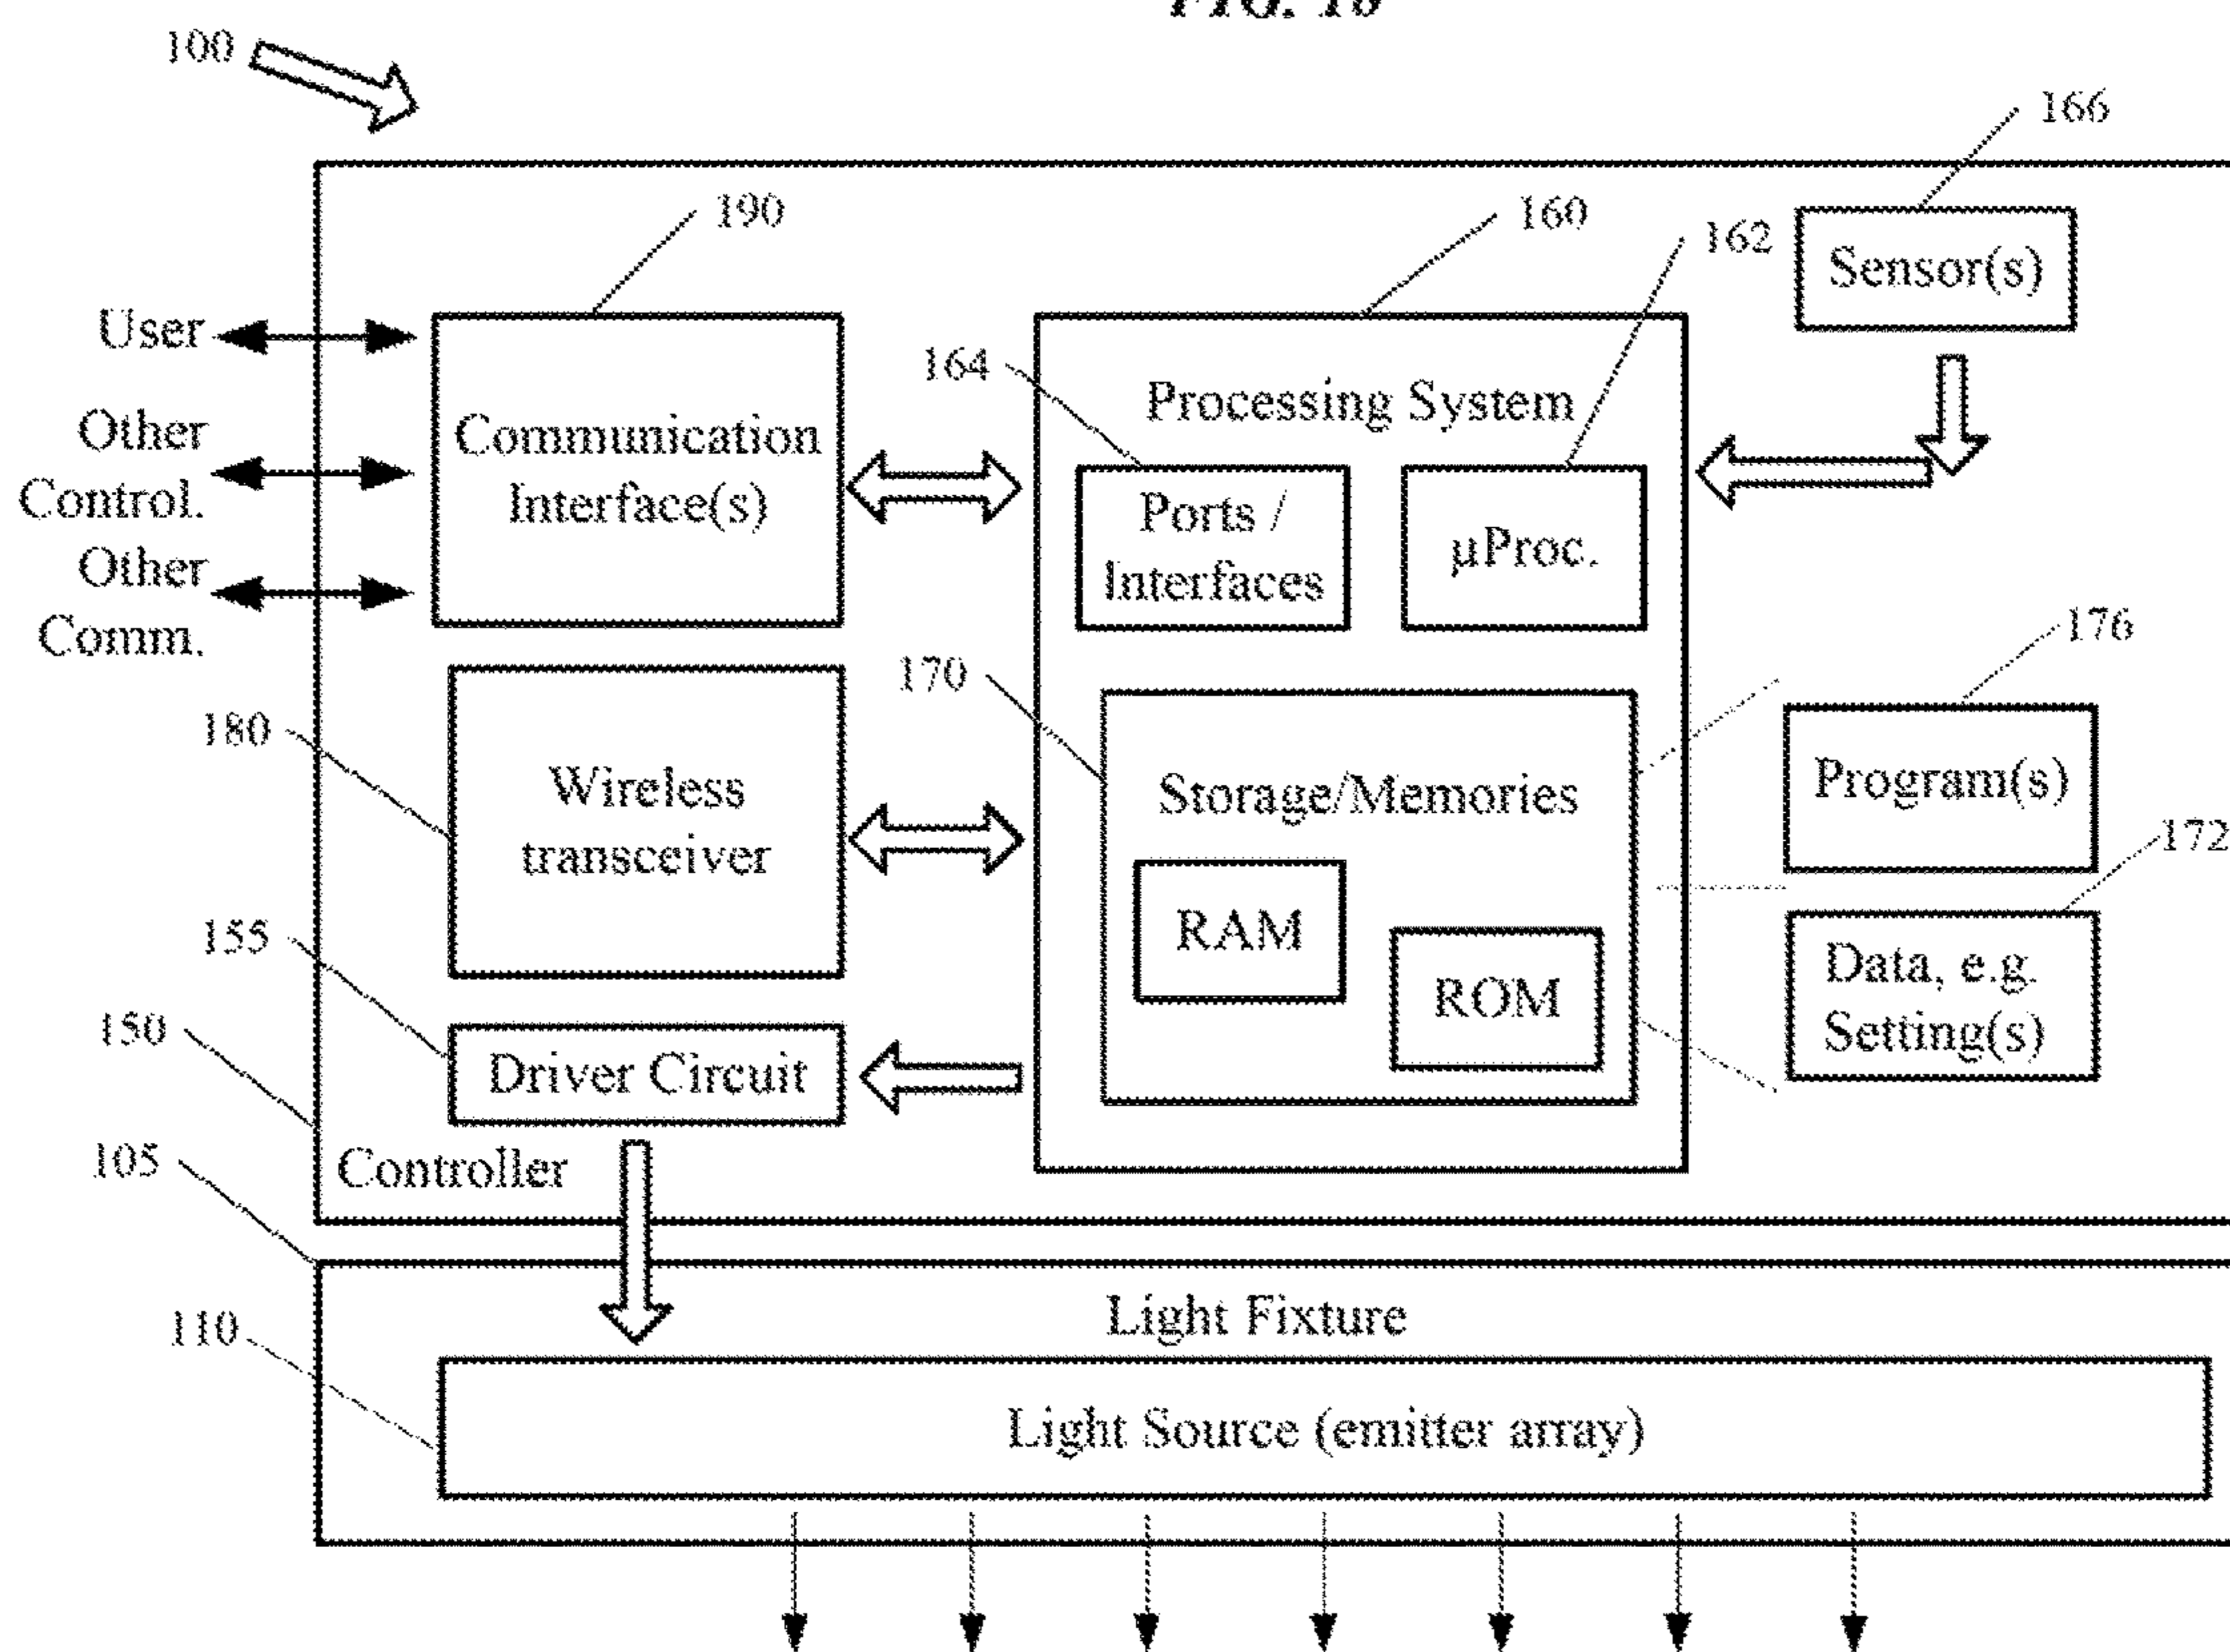 FIG. 1b
100
166
190
160
162
Sensor(s)
User
164
Processing System
Other
Control.
Communication
Interface(s)
Ports /
Interfaces
µProc.
Other
Comm.
176
170
180
Wireless
transceiver
Storage/Memories
Program(s)
172
RAM
ROM
Data, e.g.
Setting(s)
155
150
Driver Circuit
105
Controller
Light Fixture
110
Light Source (emitter array)